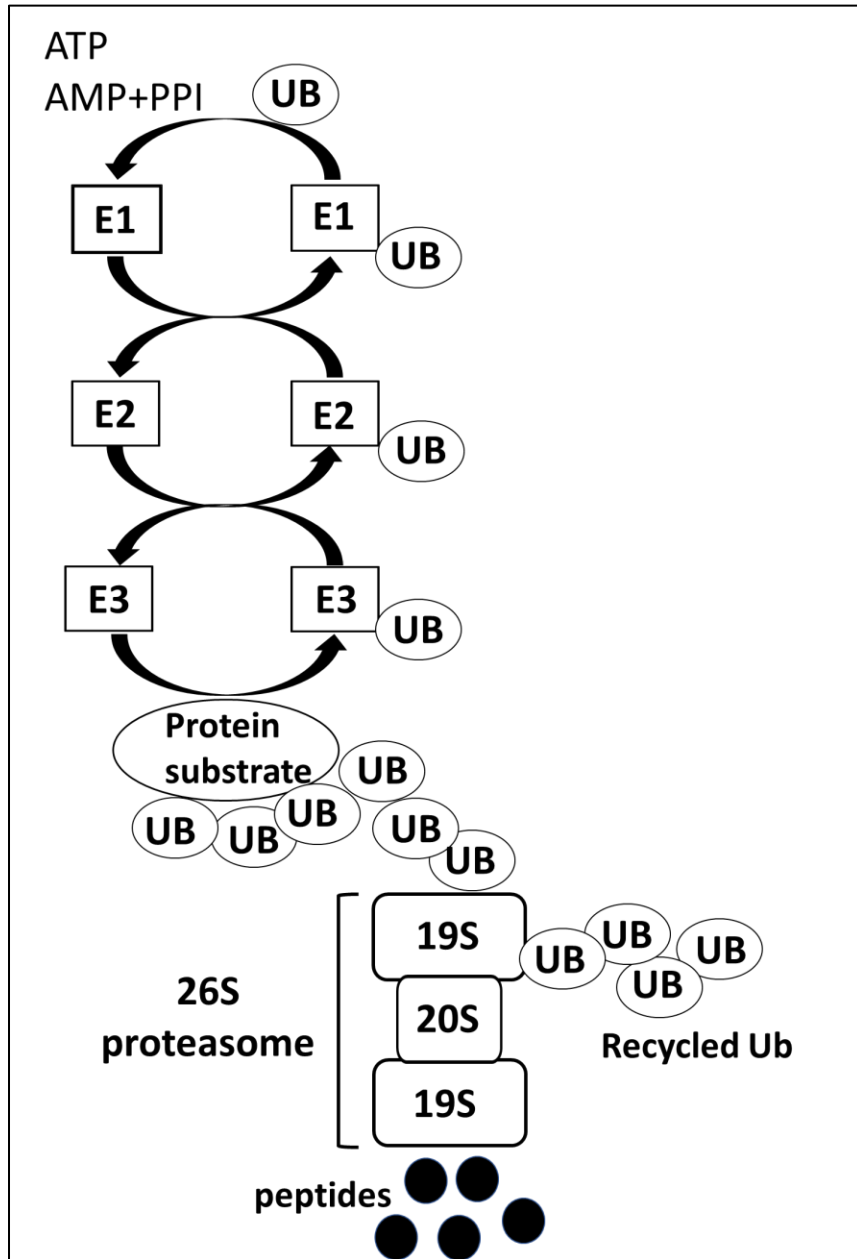 ATP
AMP+PPI
UB
E1
E1
UB
E2
E2
UB
E3
E3
UB
Protein
substrate
UB
UB
UB
UB
UB
UB
19S
20S
19S
26S
proteasome
UB
UB
UB
UB
Recycled Ub
peptides